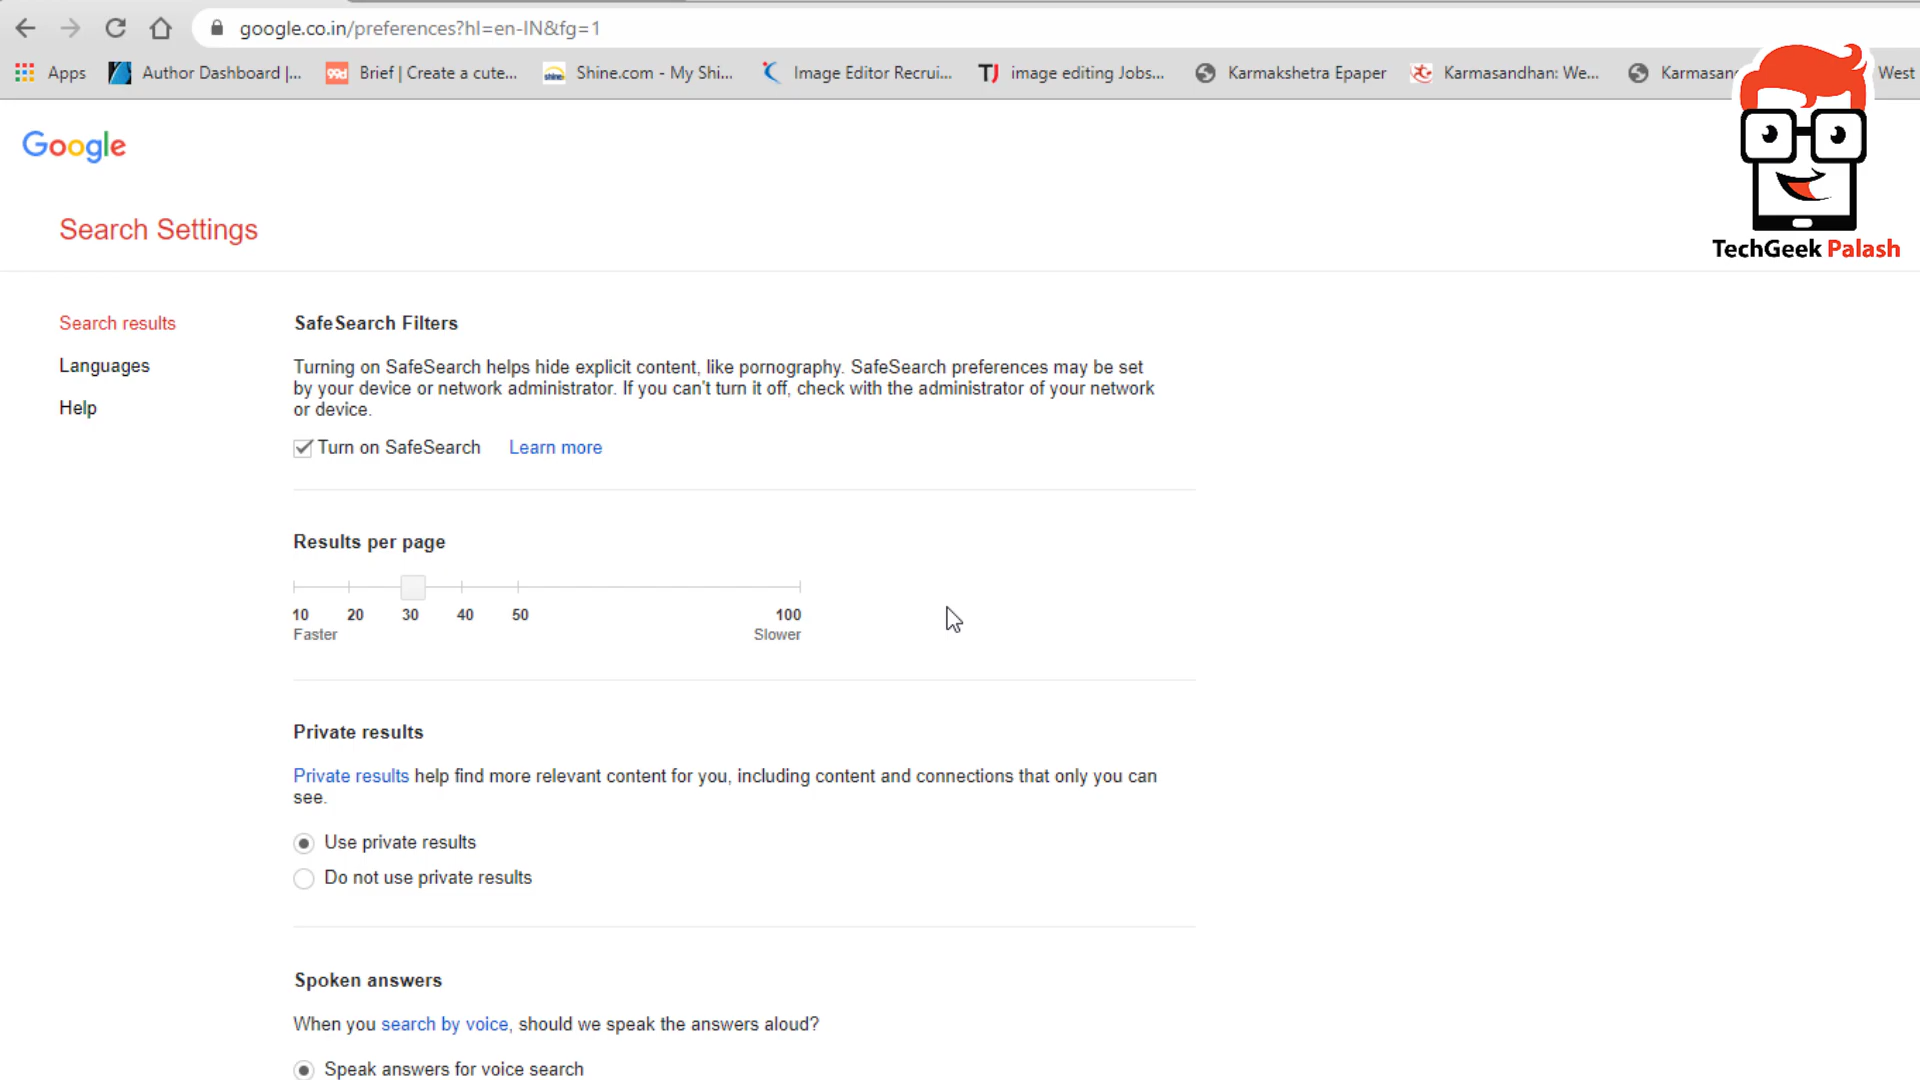 google.co.in/preferences?hl=en-IN&fg=1
Apps Author Dashboard |... 99d Brief | Create a cute... shine Shine.com - My Shi... Image Editor Recrui... TJ image editing Jobs... Karmakshetra Epaper Karmasandhan: We... Karmasan West
Google
TechGeek Palash
Search Settings
Search results
Languages
Help
SafeSearch Filters
Turning on SafeSearch helps hide explicit content, like pornography. SafeSearch preferences may be set
by your device or network administrator. If you can't turn it off, check with the administrator of your network
or device.
Turn on SafeSearch Learn more
Results per page
10 20 30 40 50 100
Faster Slower
Private results
Private results help find more relevant content for you, including content and connections that only you can
see.
Use private results
Do not use private results
Spoken answers
When you search by voice, should we speak the answers aloud?
Speak answers for voice search